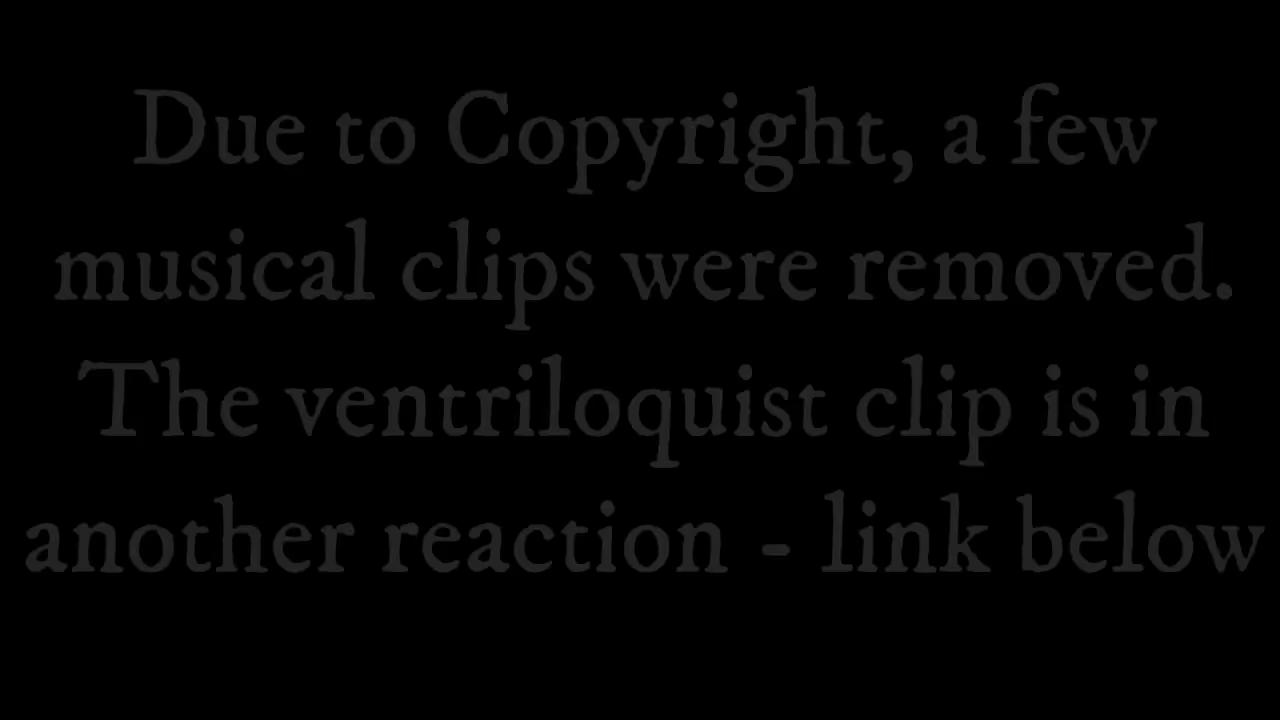 Due to Copyright, a few
musical clips were removed.
The ventriloquist clip is in
another reaction - link below